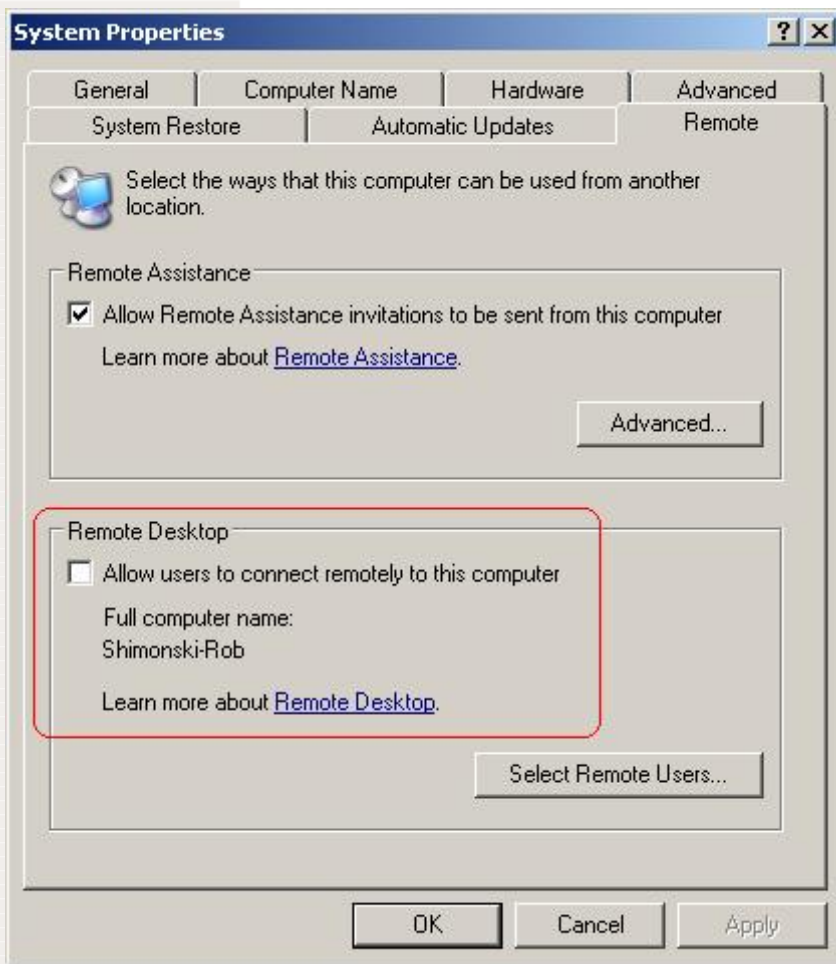 System Properties
General
Computer Name
Hardware
Advanced
System Restore
Automatic Updates
Remote
Select the ways that this computer can be used from another
location.
Remote Assistance
Allow Remote Assistance invitations to be sent from this computer
Learn more about Remote Assistance.
Advanced...
Remote Desktop
Allow users to connect remotely to this computer
Full computer name:
Shimonski-Rob
Learn more about Remote Desktop.
Select Remote Users...
OK
Cancel
Apply